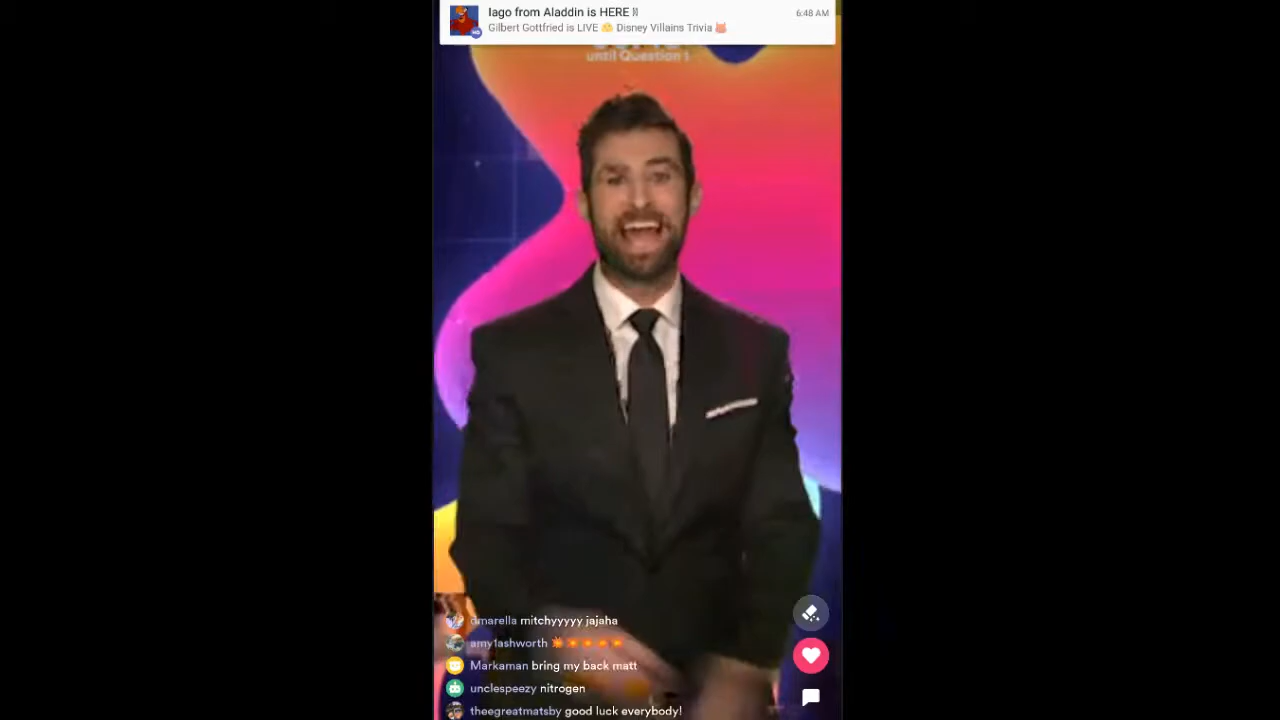 Iago from Aladdin is HERE
6:48 AM
Gilbert Gottfried is LIVE 🤫 Disney Villains Trivia 👹
until Question 1
dmarella mitchyyyyy jajaha
amy1ashworth 💥💥💥💥💥
Markaman bring my back matt
unclespeezy nitrogen
theegreatmatsby good luck everybody!